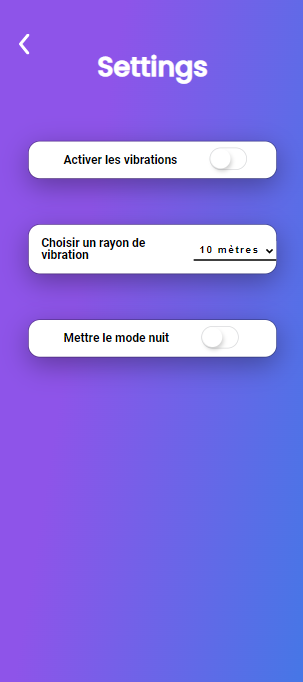 Settings
Activer les vibrations
Choisir un rayon de
vibration
10 mètres
Mettre le mode nuit